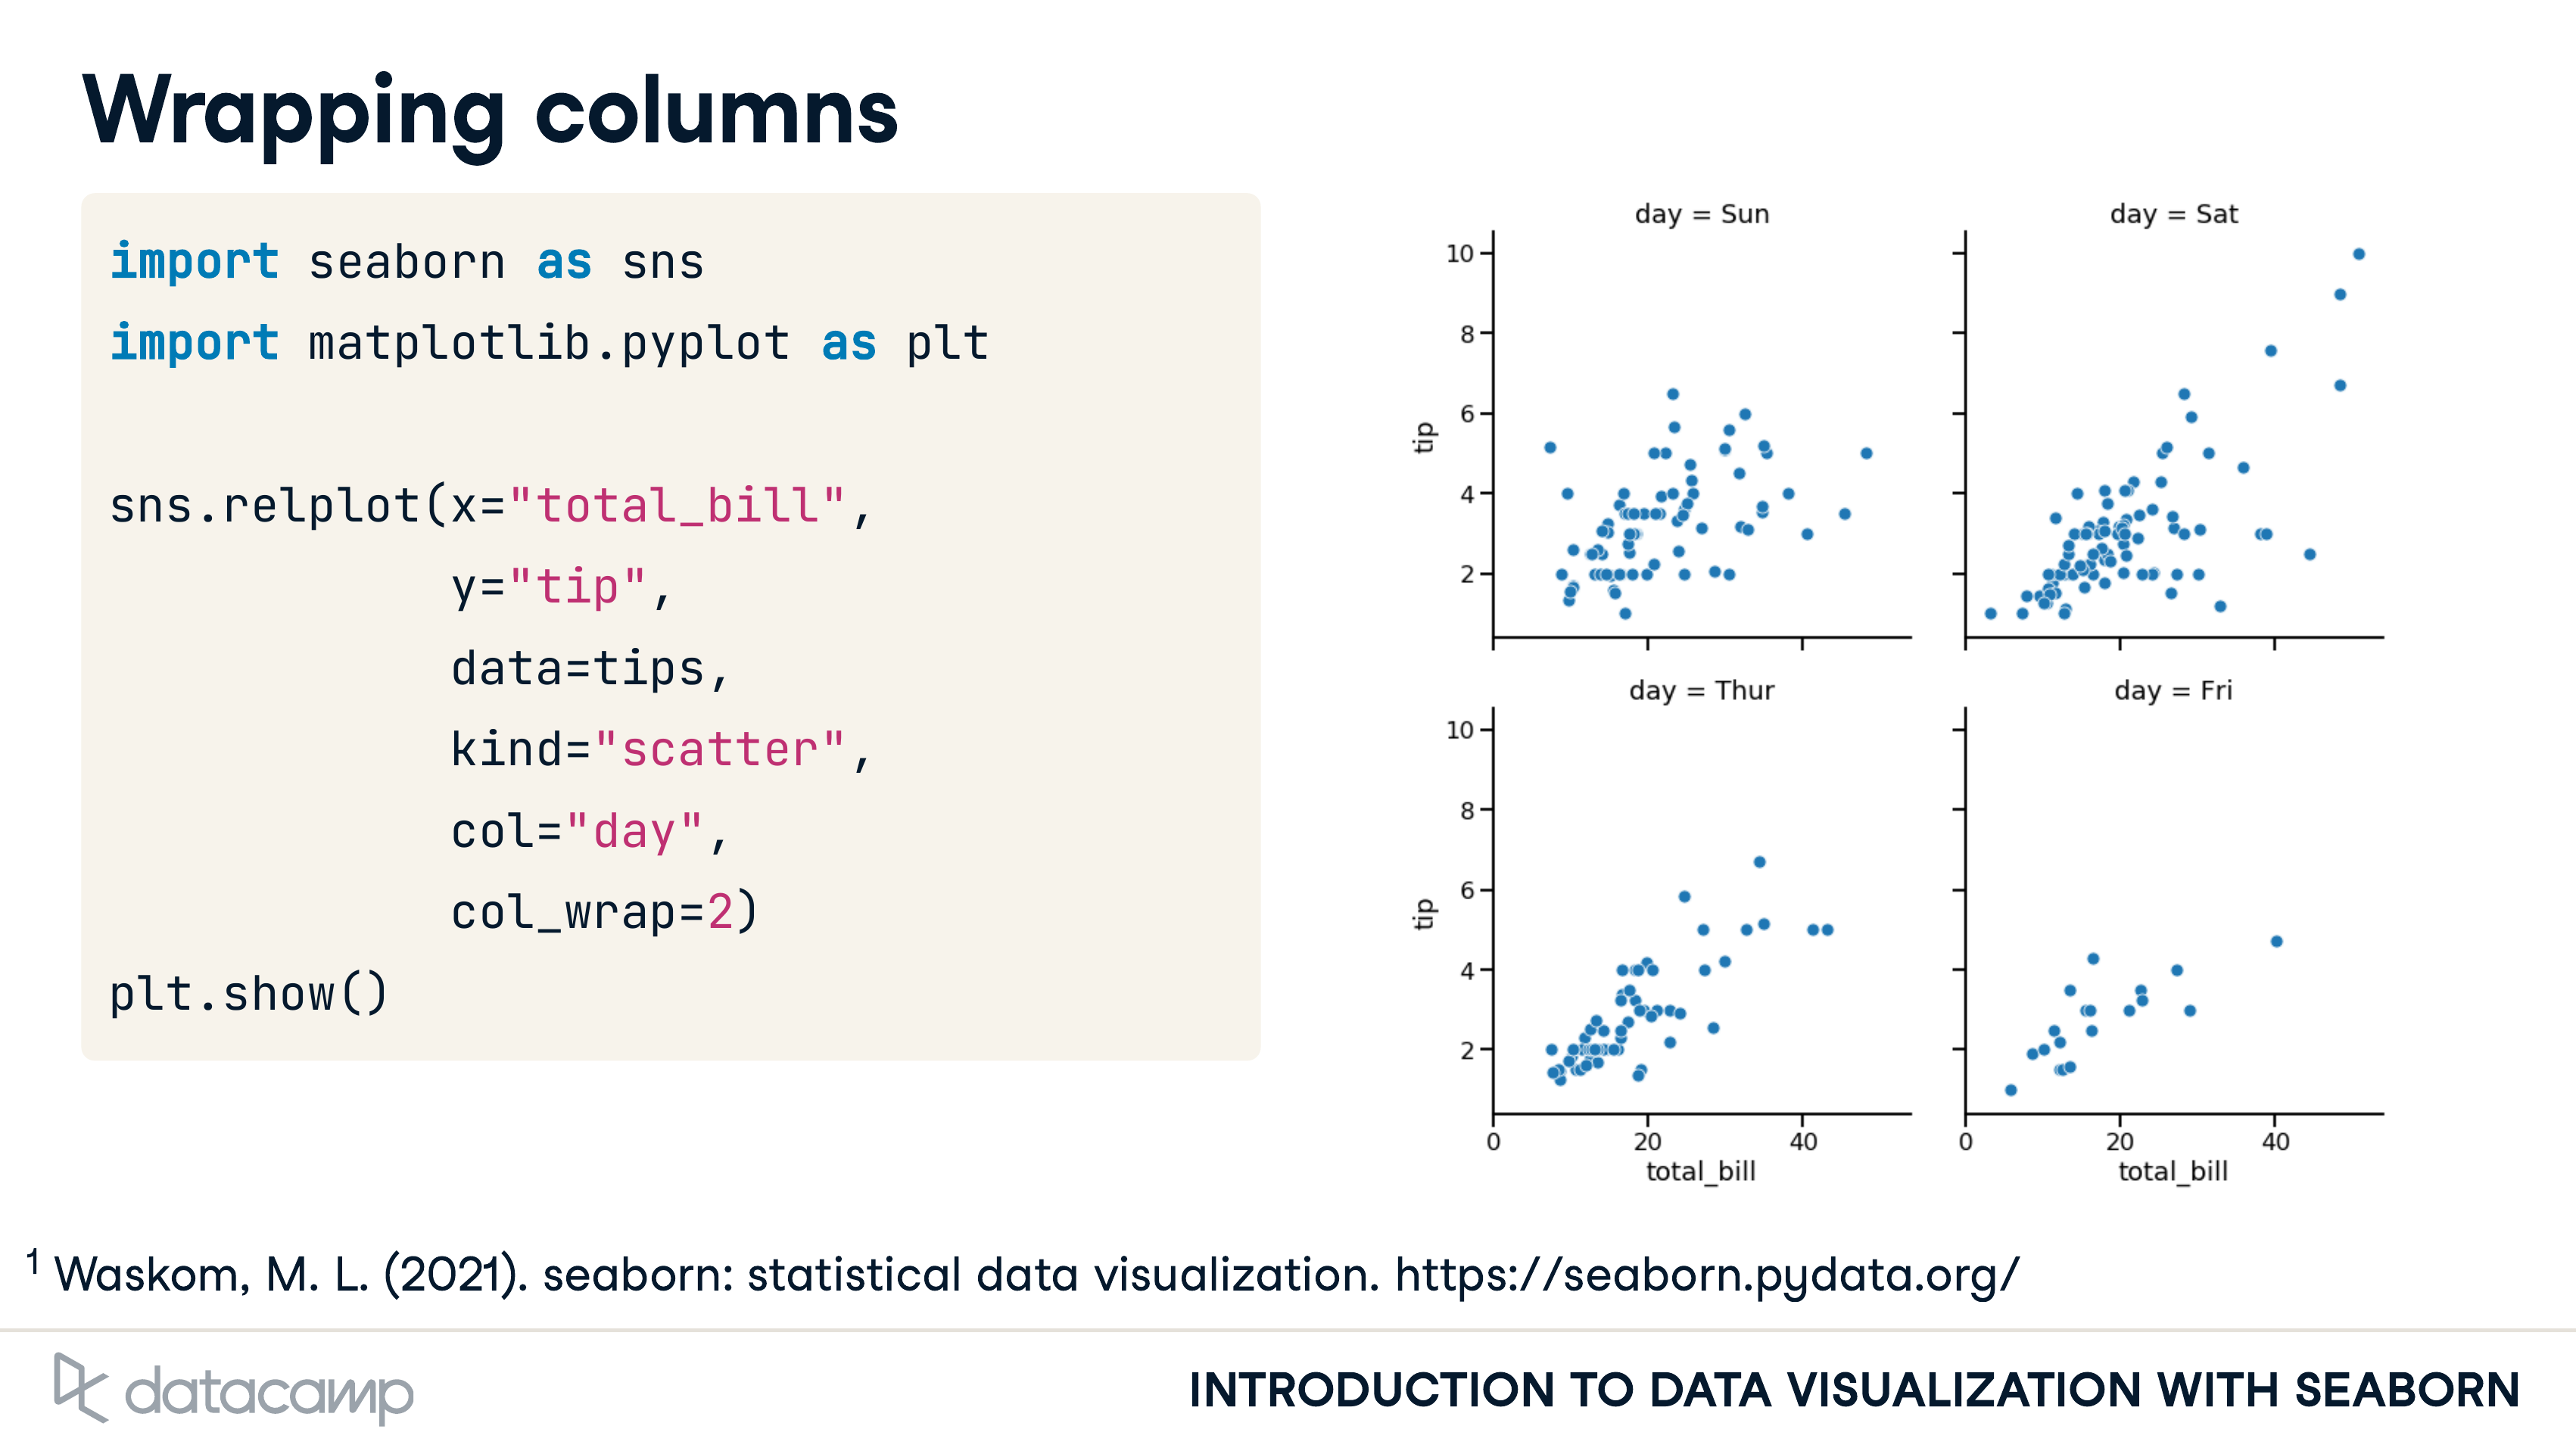 Wrapping columns
import seaborn as sns
import matplotlib.pyplot as plt
sns.relplot(x="total_bill",
y="tip",
data=tips,
kind="scatter",
col="day",
col_wrap=2)
plt.show()
day = Sun
day = Sat
10
8
6
4
2
tip
day = Thur
day = Fri
10
8
6
4
2
tip
0 20 40
0 20 40
total_bill
total_bill
1 Waskom, M. L. (2021). seaborn: statistical data visualization. https://seaborn.pydata.org/
datacamp
INTRODUCTION TO DATA VISUALIZATION WITH SEABORN